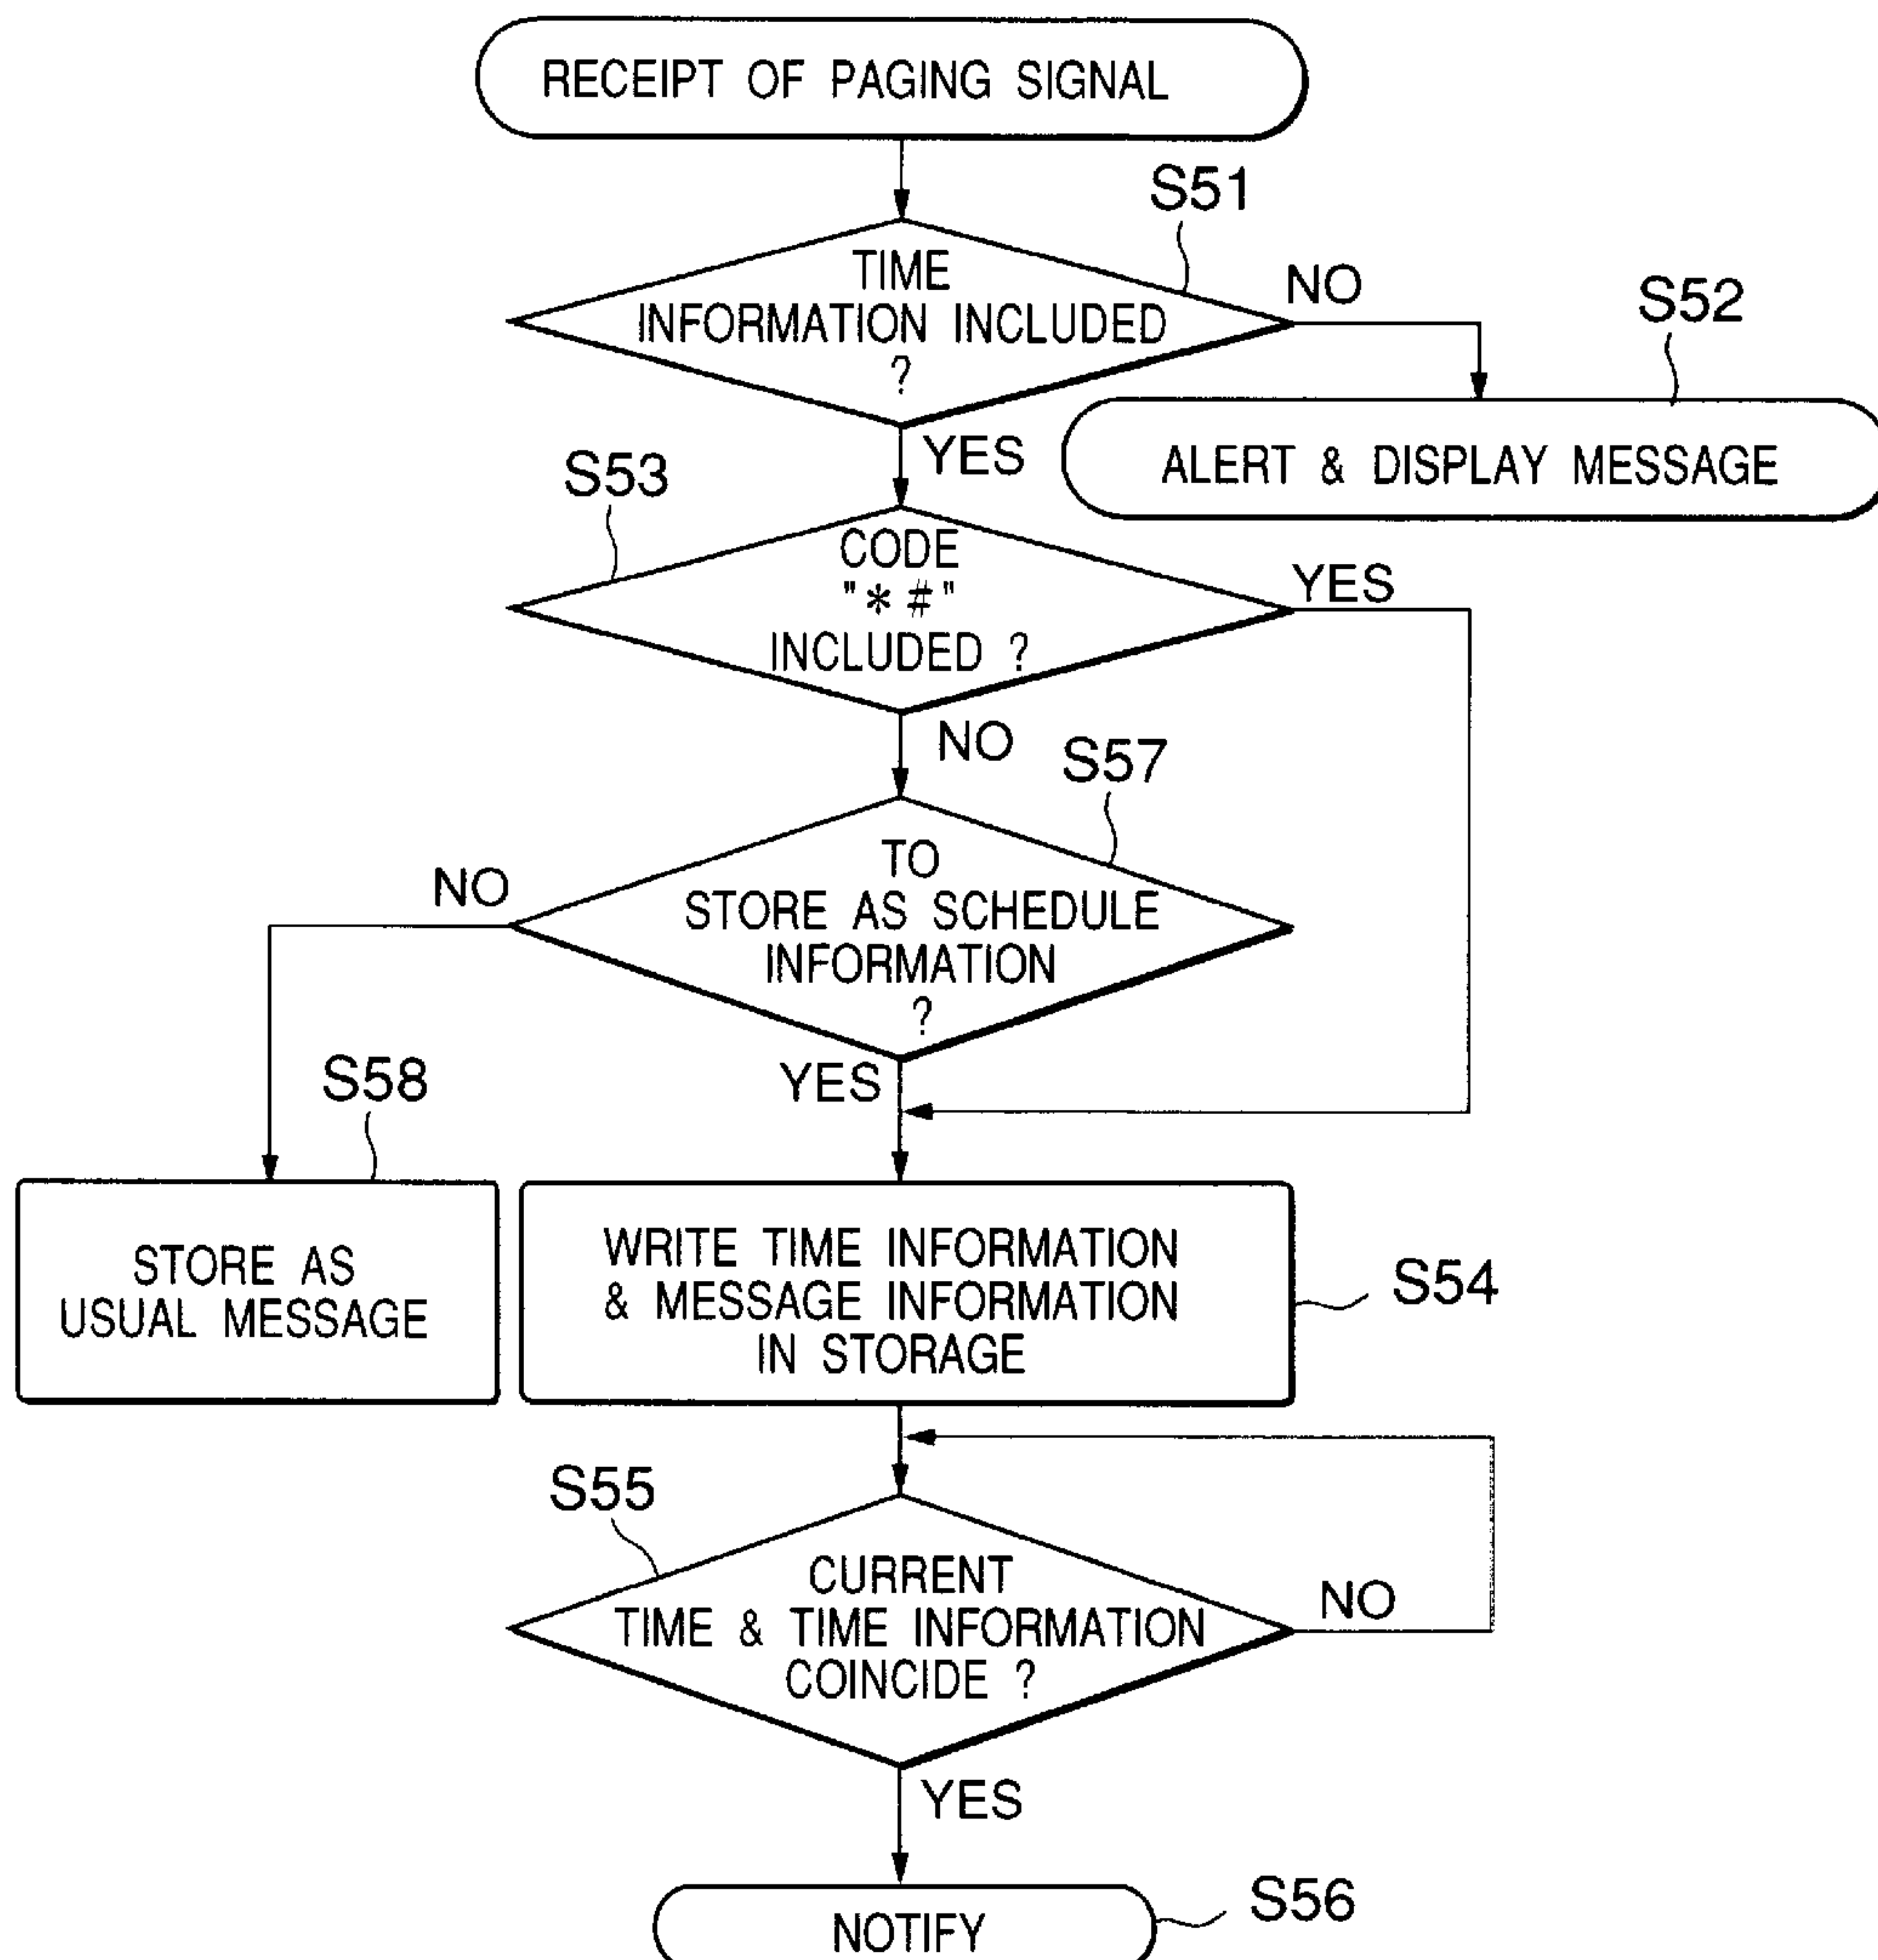 RECEIPT OF PAGING SIGNAL
S51
TIME
INFORMATION INCLUDED
?
NO
S52
ALERT & DISPLAY MESSAGE
YES
S53
CODE
"*#"
INCLUDED ?
YES
NO
S57
TO
STORE AS SCHEDULE
INFORMATION
?
NO
YES
S58
STORE AS
USUAL MESSAGE
WRITE TIME INFORMATION
& MESSAGE INFORMATION
IN STORAGE
S54
S55
CURRENT
TIME & TIME INFORMATION
COINCIDE ?
NO
YES
NOTIFY
S56